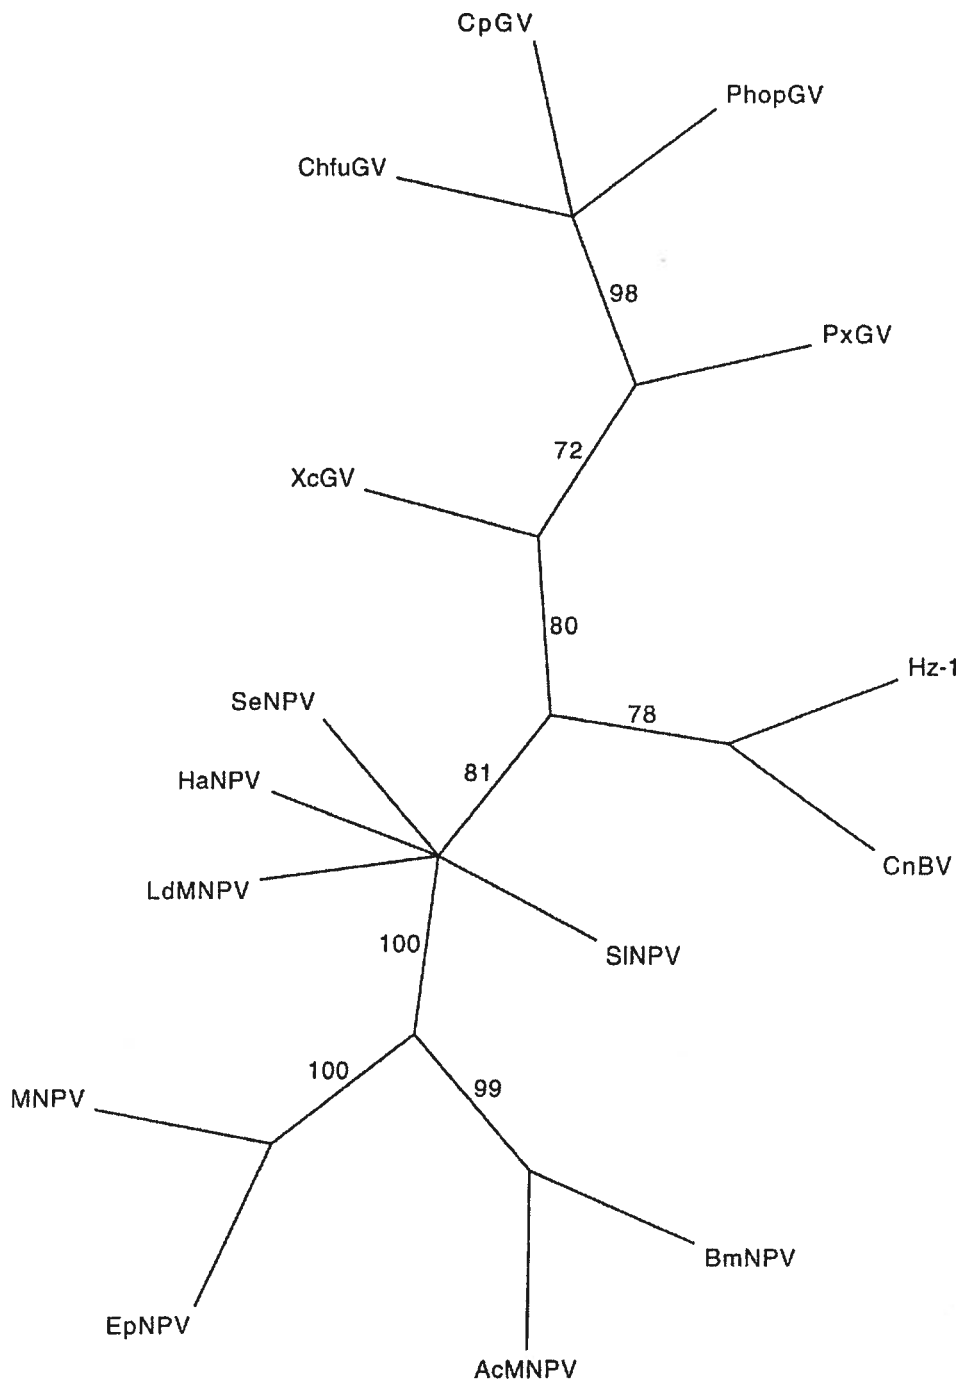 CpGV
PhopGV
ChfuGV
98
PxGV
72
XcGV
80
Hz-1
SeNPV
78
81
HaNPV
CnBV
LdMNPV
100
SlNPV
100
99
MNPV
BmNPV
EpNPV
AcMNPV